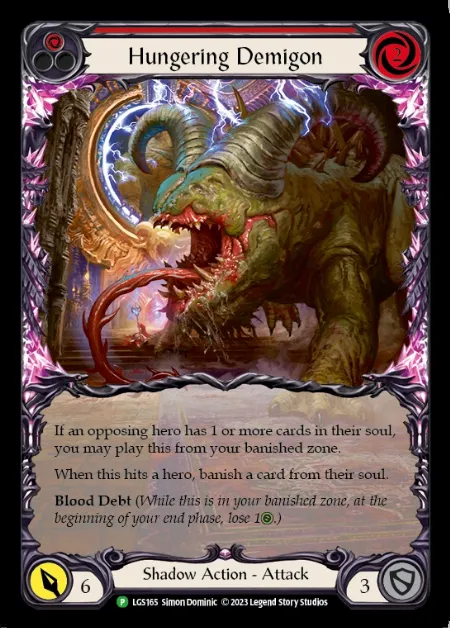 Hungering Demigon
2
If an opposing hero has 1 or more cards in their soul,
you may play this from your banished zone.
When this hits a hero, banish a card from their soul.
Blood Debt (While this is in your banished zone, at the
beginning of your end phase, lose 1.)
6
Shadow Action - Attack
3
P LGS165 Simon Dominic © 2023 Legend Story Studios